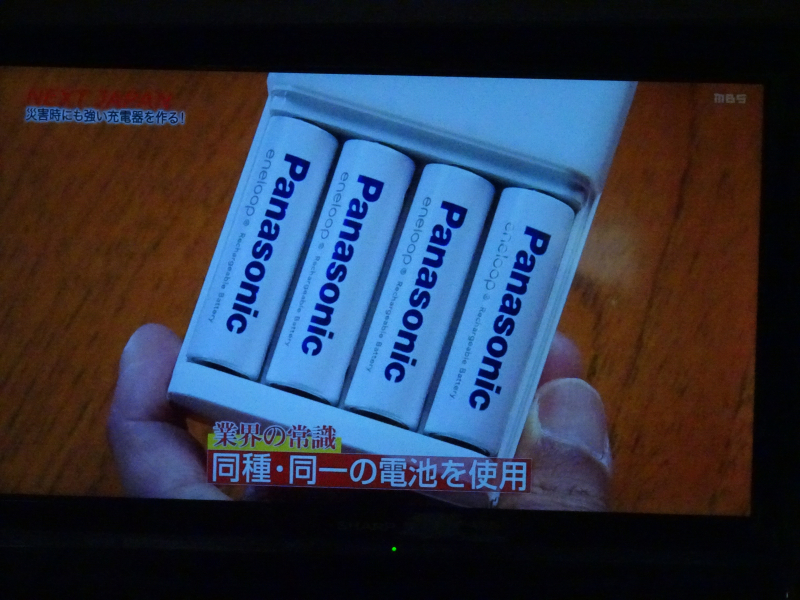 NEXT JAPAN
災害時にも強い充電器を作る!
MBS
Panasonic
eneloop
Rechargeable Battery
Panasonic
eneloop
Rechargeable Battery
Panasonic
eneloop
Rechargeable Battery
Panasonic
eneloop
Rechargeable Battery
業界の常識
同種・同一の電池を使用
SHARP